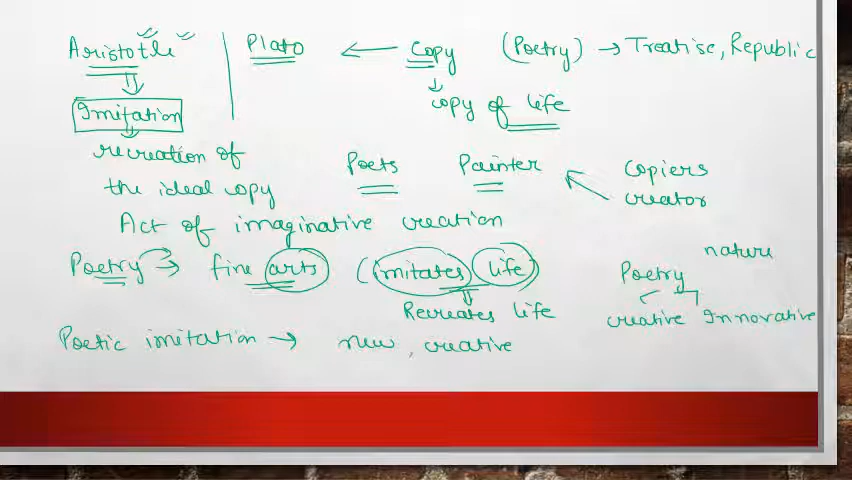 Aristotle | Plato ← Copy (Poetry) → Treatise, Republic
Imitation copy of life
recreation of
the ideal copy Poets Painter Copiers
creator
Act of imaginative creation
Poetry → fine arts (imitates life) nature
Poetry
Recreates life creative Innovative
Poetic imitation → new, creative